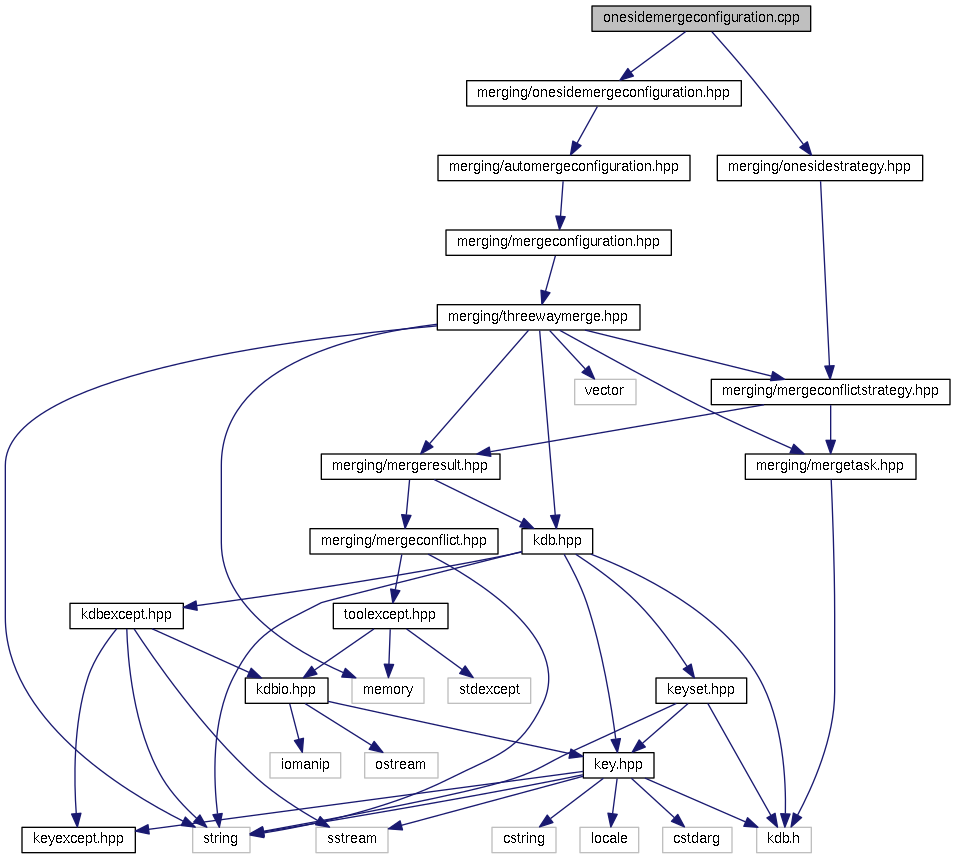 onesidemergeconfiguration.cpp
merging/onesidemergeconfiguration.hpp
merging/automergeconfiguration.hpp
merging/onesidestrategy.hpp
merging/mergeconfiguration.hpp
merging/threewaymerge.hpp
vector
merging/mergeconflictstrategy.hpp
merging/mergeresult.hpp
merging/mergetask.hpp
merging/mergeconflict.hpp
kdb.hpp
kdbexcept.hpp
toolexcept.hpp
kdbio.hpp
memory
stdexcept
keyset.hpp
iomanip
ostream
key.hpp
keyexcept.hpp
string
sstream
cstring
locale
cstdarg
kdb.h